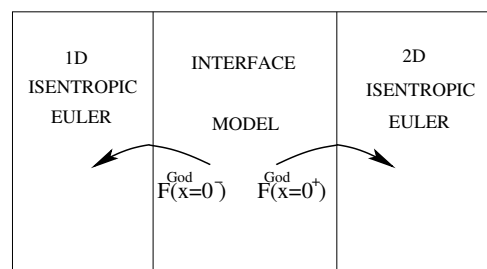 1D
ISENTROPIC
EULER
INTERFACE
MODEL
2D
ISENTROPIC
EULER
God
F(x=0⁻)
God
F(x=0⁺)